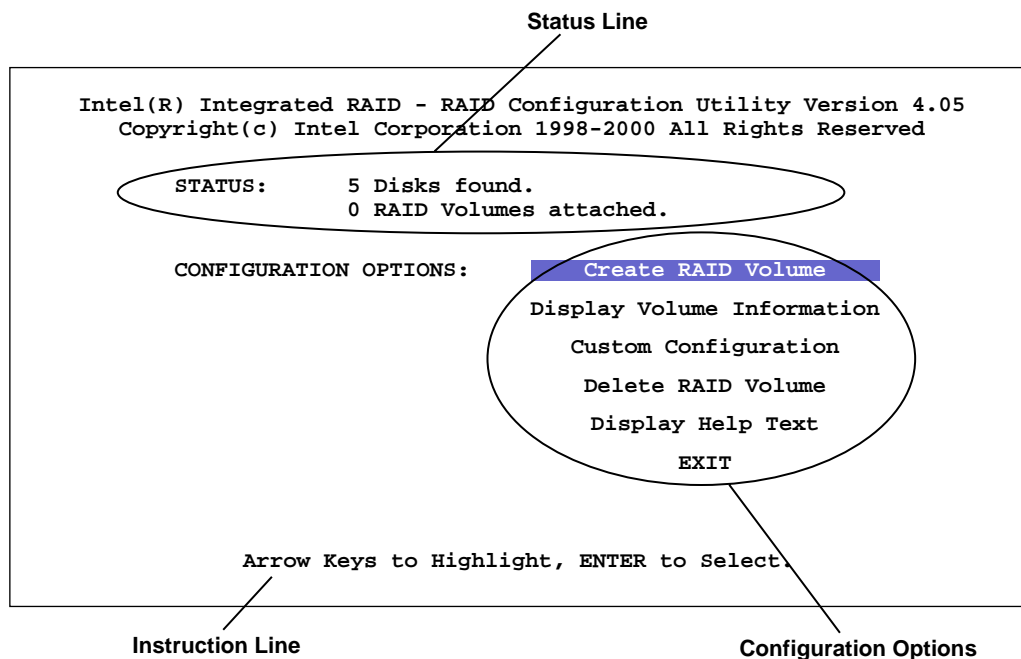 Status Line
Intel(R) Integrated RAID - RAID Configuration Utility Version 4.05
Copyright(c) Intel Corporation 1998-2000 All Rights Reserved
STATUS: 5 Disks found.
0 RAID Volumes attached.
CONFIGURATION OPTIONS: Create RAID Volume
Display Volume Information
Custom Configuration
Delete RAID Volume
Display Help Text
EXIT
Arrow Keys to Highlight, ENTER to Select.
Instruction Line
Configuration Options